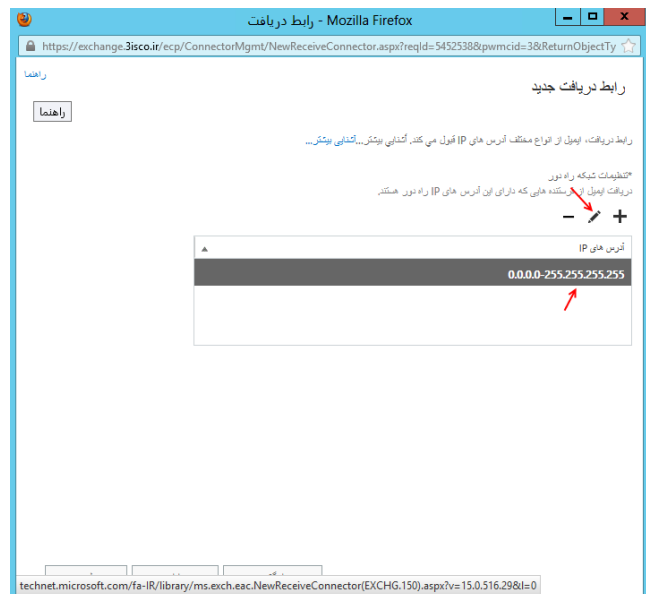 رابط دریافت - Mozilla Firefox
https://exchange.3isco.ir/ecp/ConnectorMgmt/NewReceiveConnector.aspx?reqId=5452538&pwmcid=3&ReturnObjectTy
راهنما
رابط دریافت جدید
راهنما
رابط دریافت، ایمیل از انواع مختلف آدرس های IP قبول می کند. آشنایی بیشتر...آشنایی بیشتر...
*تنظیمات شبکه راه دور
دریافت ایمیل از فرستنده هایی که دارای این آدرس های IP راه دور هستند.
آدرس های IP
0.0.0.0-255.255.255.255
technet.microsoft.com/fa-IR/library/ms.exch.eac.NewReceiveConnector(EXCHG.150).aspx?v=15.0.516.29&l=0